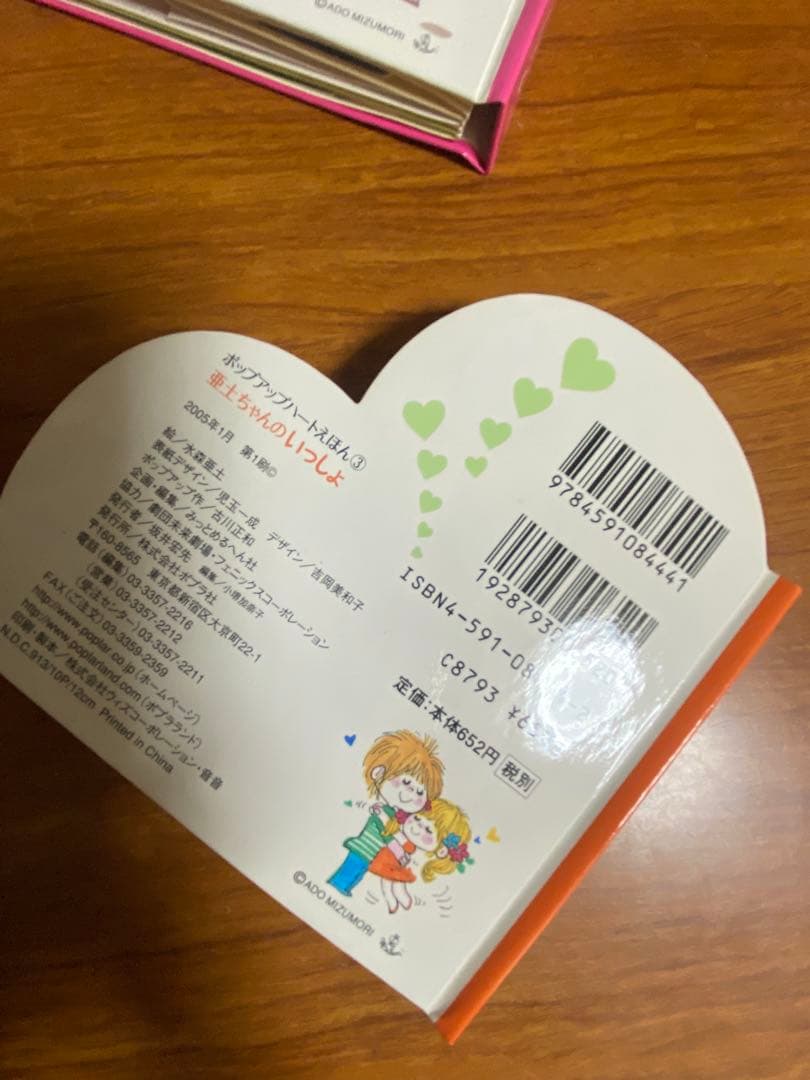 ©ADO MIZUMORI
ポップアップハートえほん③
亜土ちゃんのいっしょ
2005年1月 第1刷©
絵/水森亜土
表紙デザイン/児玉一成 デザイン/吉岡美和子
ポップアップ作/古川正和
企画・編集/みっとめるへん社
協力/劇団未来劇場・フェニックスコーポレーション
発行者/坂井宏先 編集/小櫃加奈子
発行所/株式会社ポプラ社
〒160-8565 東京都新宿区大京町22-1
電話(編集)03-3357-2216
(営業)03-3357-2212
(受注センター)03-3357-2211
FAX(ご注文)03-3359-2359
http://www.poplar.co.jp(ホームページ)
http://www.poplarland.com(ポプラランド)
印刷・製本/株式会社ウィズコーポレーション・音音
N.D.C.913/10P/12cm Printed in China
9784591084441
ISBN4-591-08
C8793
定価:本体652円 税別
©ADO MIZUMORI